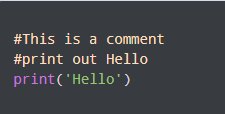 #This is a comment
#print out Hello
print('Hello')